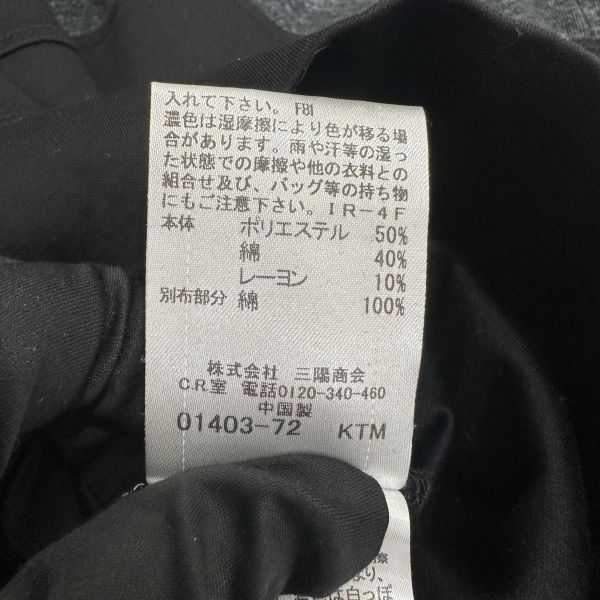 入れて下さい。 FBI
濃色は湿摩擦により色が移る場
合があります。雨や汗等の湿っ
た状態での摩擦や他の衣料との
組合せ及び、バッグ等の持ち物
にもご注意下さい。IR-4F
本体 ポリエステル 50%
綿 40%
レーヨン 10%
別布部分 綿 100%
株式会社 三陽商会
C.R.室 電話0120-340-460
中国製
01403-72 KTM
より、
は白っぽ